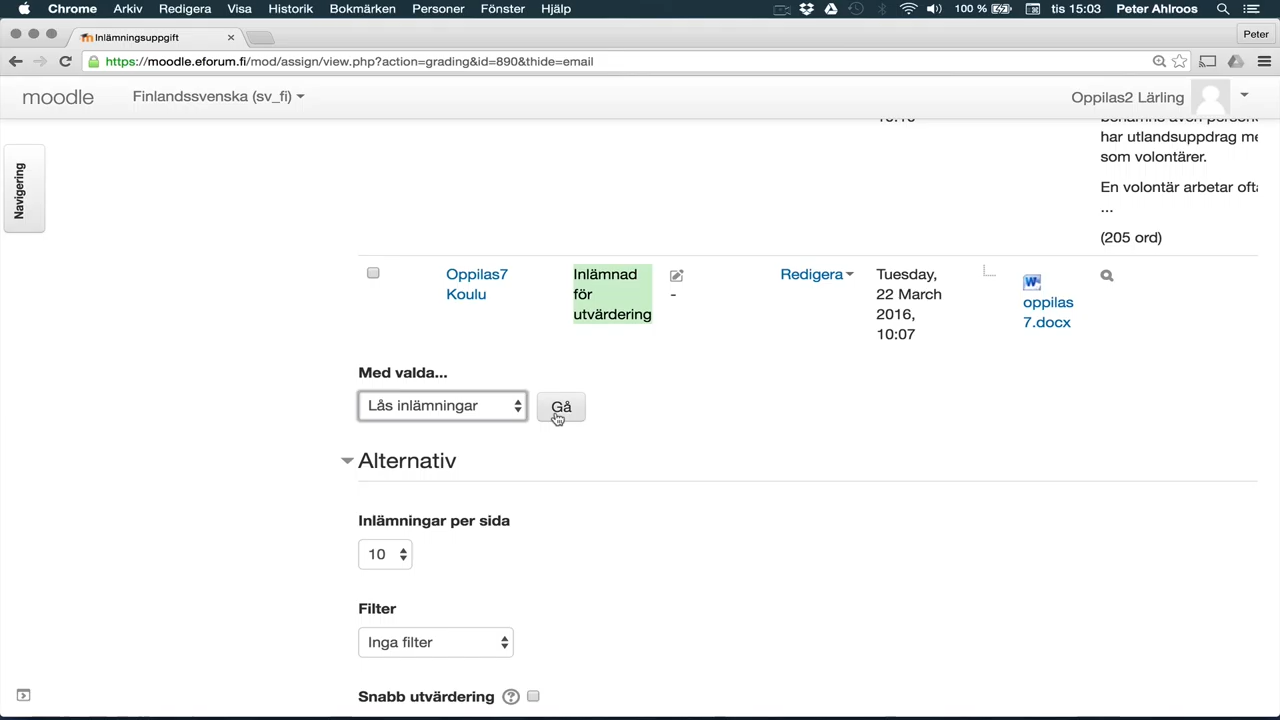 Chrome Arkiv Redigera Visa Historik Bokmärken Personer Fönster Hjälp 100 % tis 15:03 Peter Ahlroos
Inlämningsuppgift Peter
https://moodle.eforum.fi/mod/assign/view.php?action=grading&id=890&thide=email
moodle Finlandssvenska (sv_fi) Oppilas2 Lärling
har utlandsuppdrag me
som volontärer.
En volontär arbetar ofta
...
(205 ord)
Navigering
Oppilas7
Koulu
Inlämnad
för
utvärdering
-
Redigera
Tuesday,
22 March
2016,
10:07
oppilas
7.docx
Med valda...
Lås inlämningar Gå
Alternativ
Inlämningar per sida
10
Filter
Inga filter
Snabb utvärdering